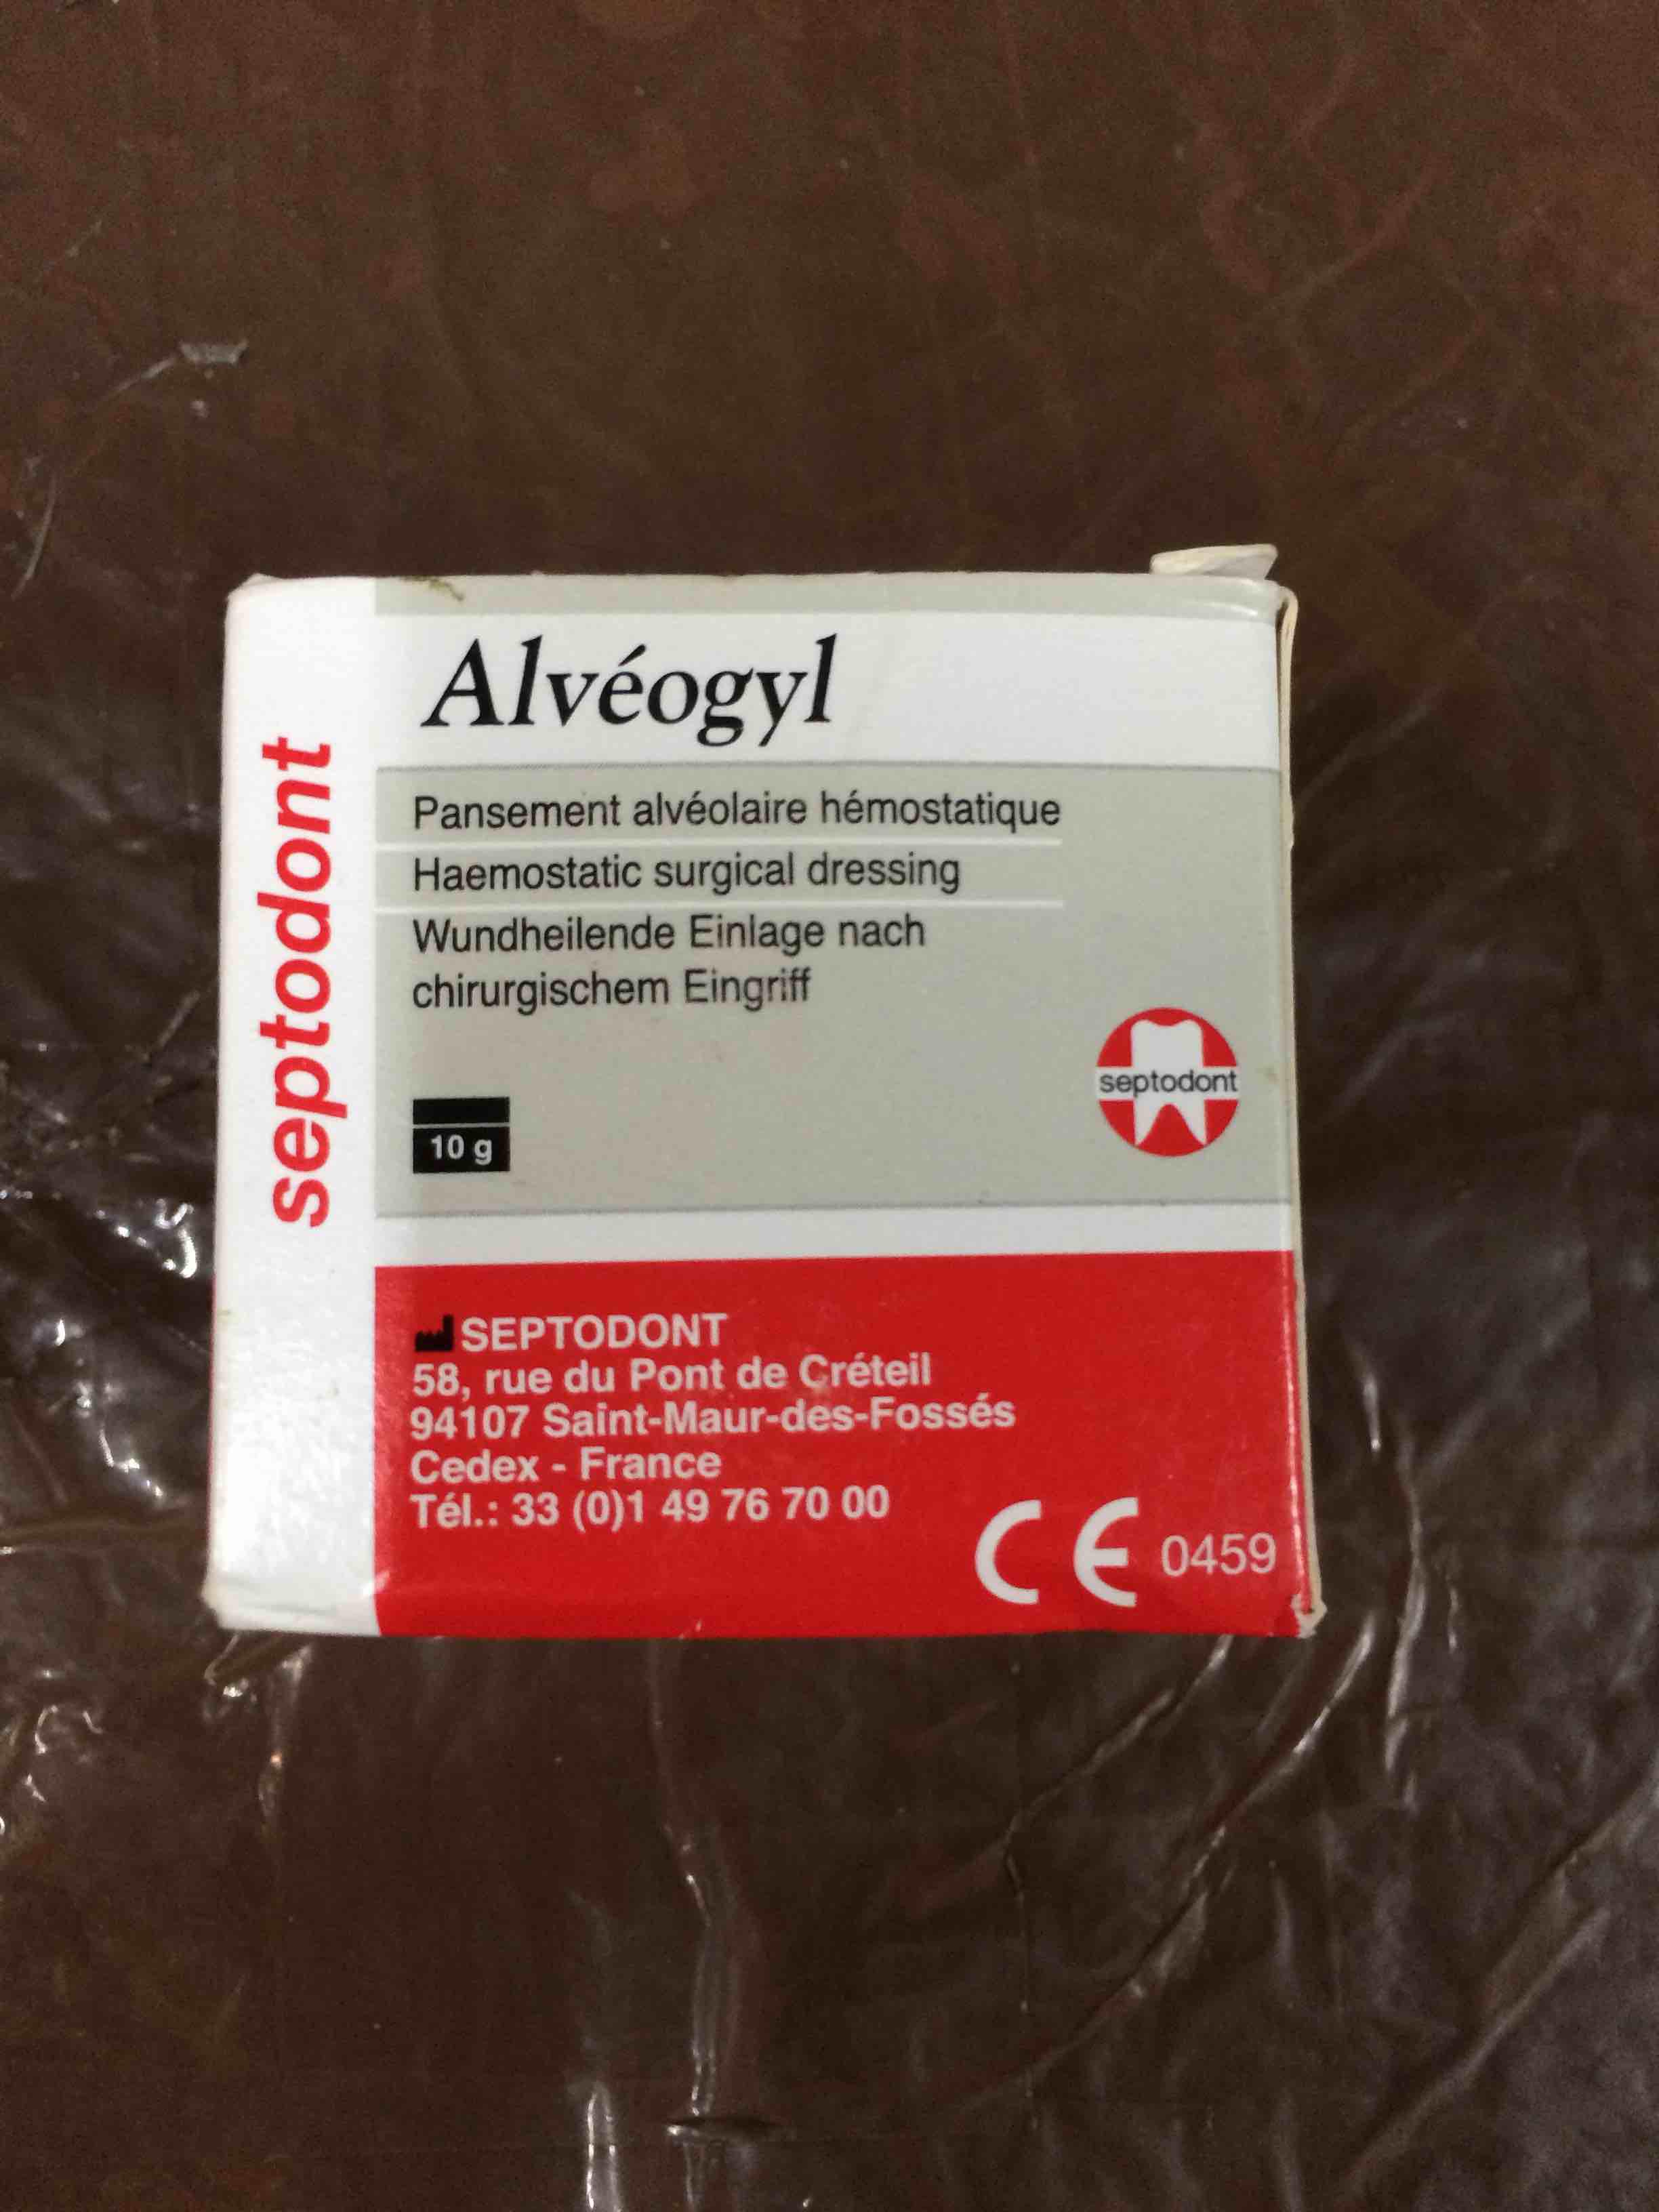 septodont
Alvéogyl
Pansement alvéolaire hémostatique
Haemostatic surgical dressing
Wundheilende Einlage nach
chirurgischem Eingriff
septodont
10 g
SEPTODONT
58, rue du Pont de Créteil
94107 Saint-Maur-des-Fossés
Cedex - France
Tél.: 33 (0)1 49 76 70 00
CE 0459